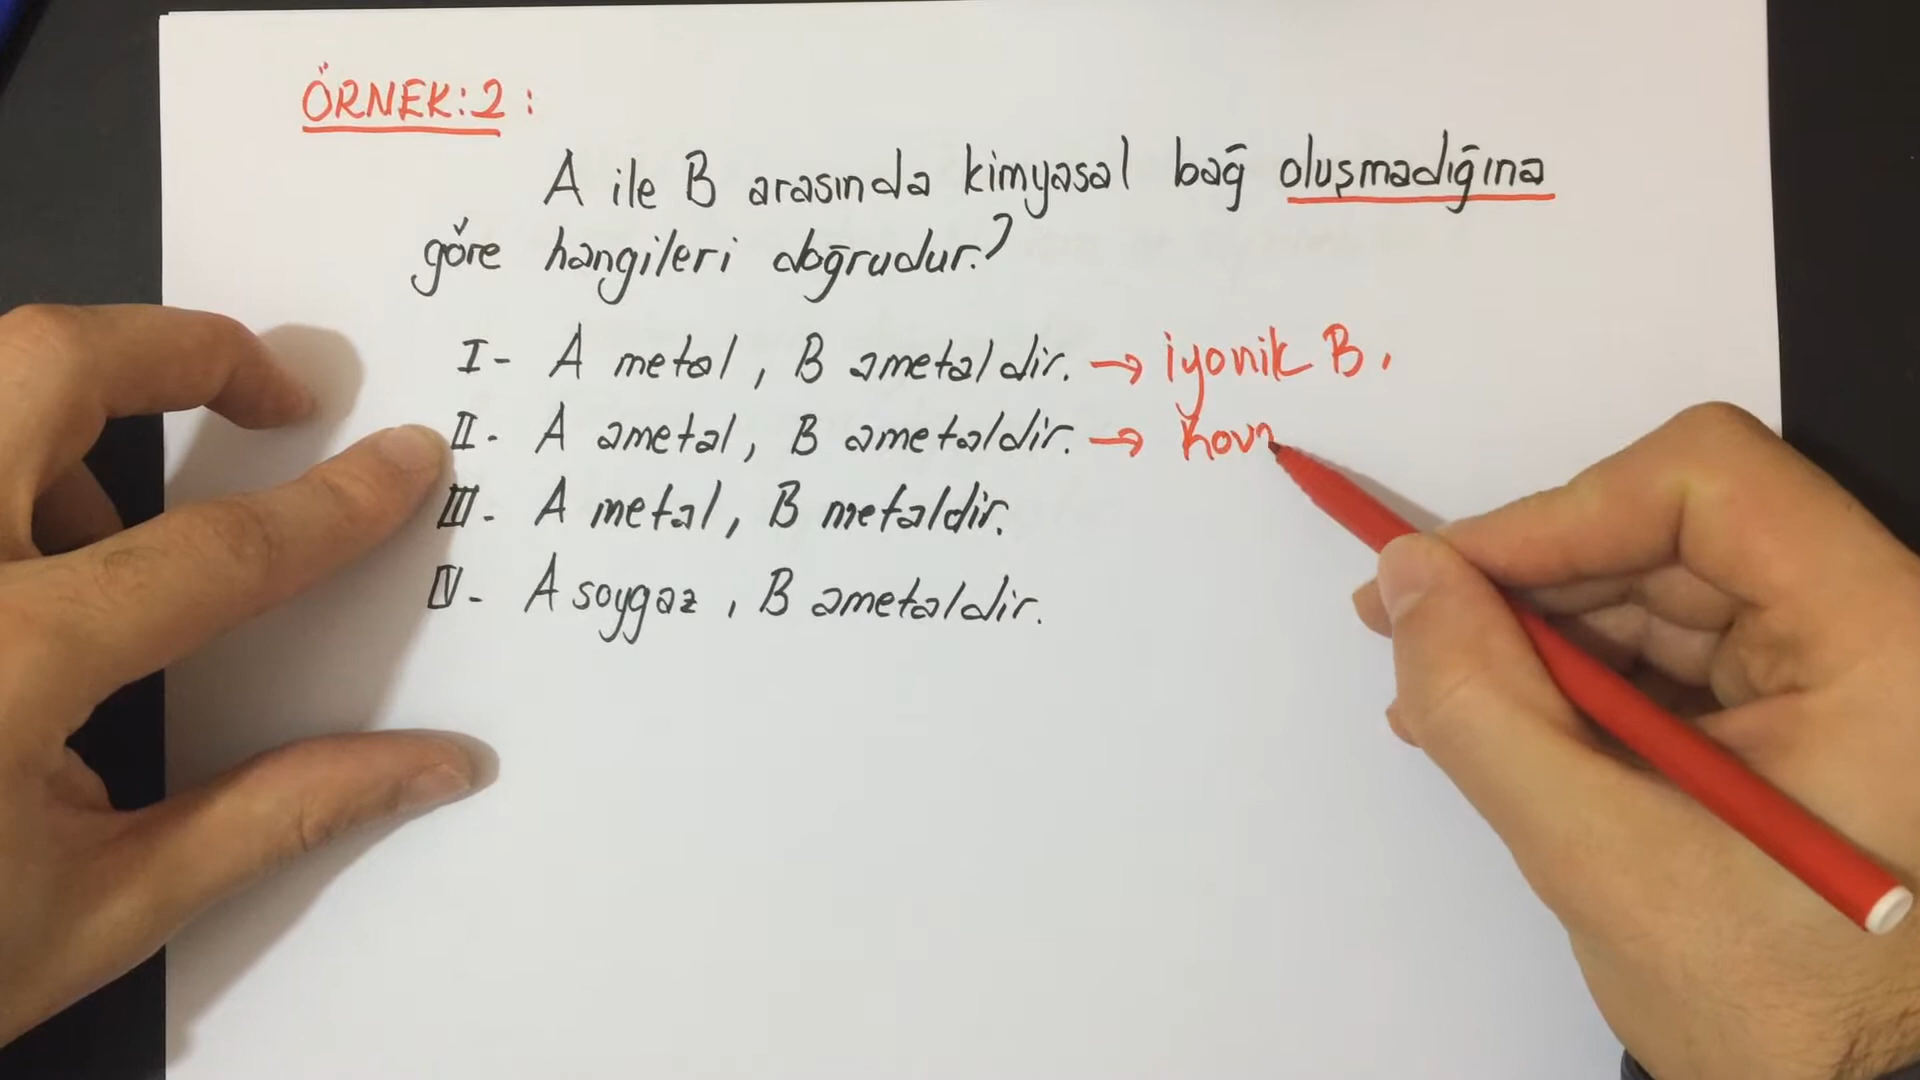 ÖRNEK:2:
A ile B arasında kimyasal bağ oluşmadığına
göre hangileri doğrudur?
I- A metal, B ametaldir. → iyonik B.
II- A ametal, B ametaldir. → Kova
III- A metal, B metaldir.
IV- A soygaz, B ametaldir.